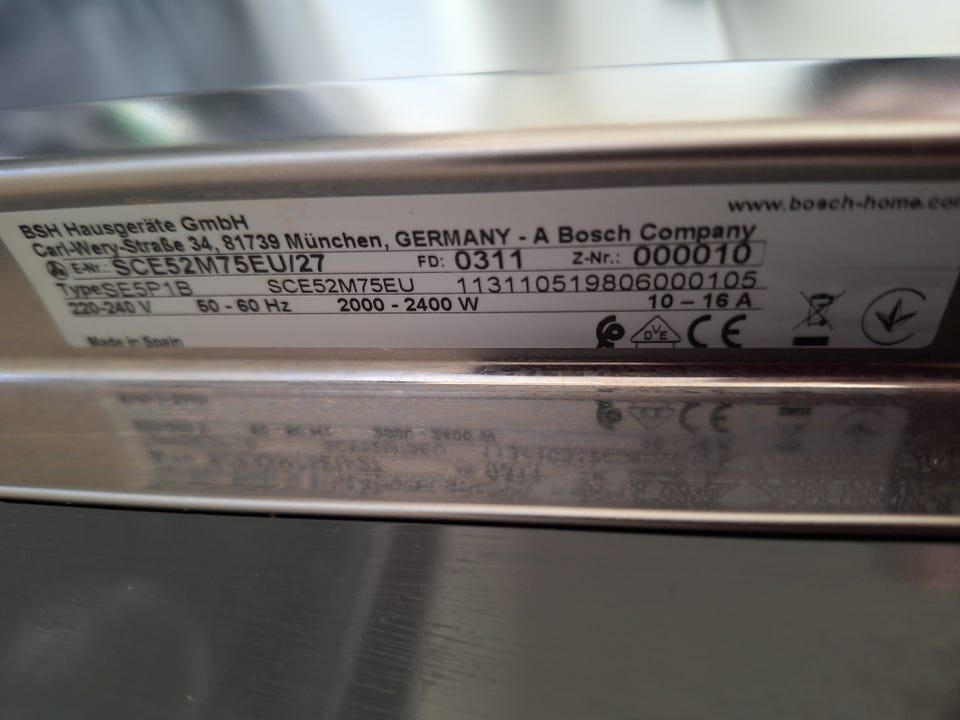 www.bosch-home.com
BSH Hausgeräte GmbH
Carl-Wery-Straße 34, 81739 München, GERMANY - A Bosch Company
E-Nr.: SCE52M75EU/27 FD: 0311 Z-Nr.: 000010
Type SE5P1B SCE52M75EU 113110519806000105
220-240 V 50 - 60 Hz 2000 - 2400 W 10 – 16 A
DVE CE
Made in Spain